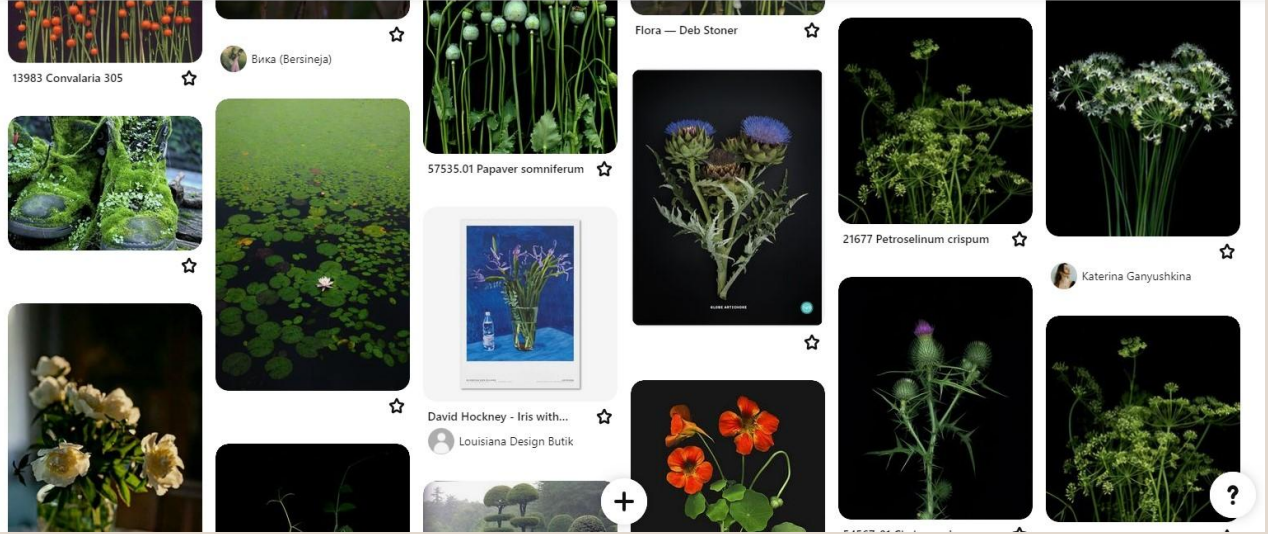 13983 Convalaria 305
Вика (Bersineja)
57535.01 Papaver somniferum
David Hockney - Iris with...
Louisiana Design Butik
Flora — Deb Stoner
21677 Petroselinum crispum
Katerina Ganyushkina